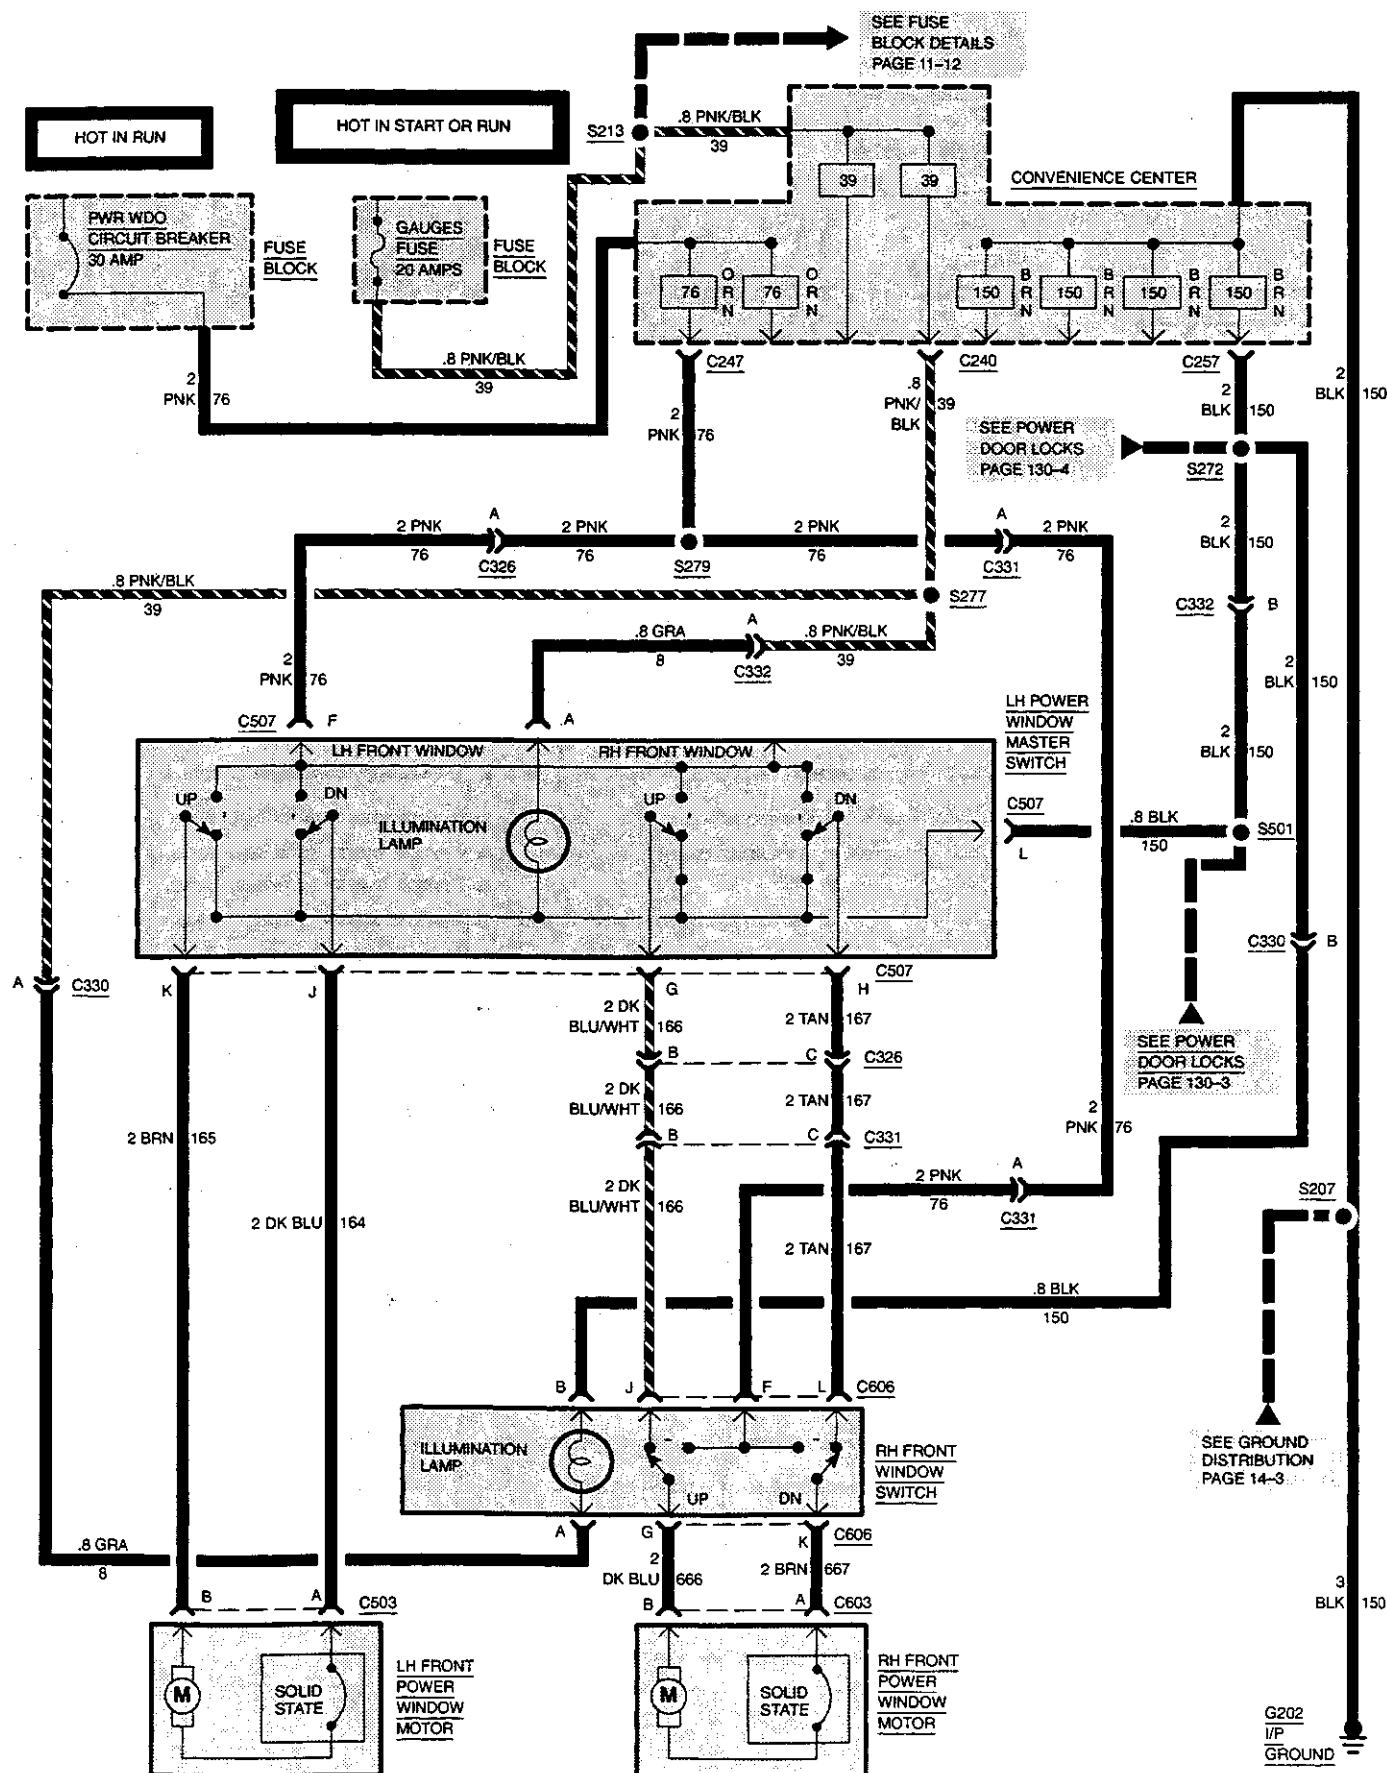 SEE FUSE
BLOCK DETAILS
PAGE 11-12
HOT IN RUN
HOT IN START OR RUN
S213
.8 PNK/BLK
39
39
39
CONVENIENCE CENTER
PWR WDO
CIRCUIT BREAKER
30 AMP
FUSE
BLOCK
GAUGES
FUSE
20 AMPS
FUSE
BLOCK
76
ORN
76
ORN
150
BRN
150
BRN
150
BRN
150
BRN
.8 PNK/BLK
39
C247
C240
C257
2
PNK
76
2
PNK
76
.8
PNK/
BLK
39
2
BLK
150
2
BLK
150
SEE POWER
DOOR LOCKS
PAGE 130-4
S272
2 PNK
76
A
C326
2 PNK
76
S279
2 PNK
76
A
C331
2 PNK
76
2
BLK
150
.8 PNK/BLK
39
S277
C332
B
.8 GRA
8
A
C332
.8 PNK/BLK
39
2
PNK
76
2
BLK
150
C507
F
A
LH POWER
WINDOW
MASTER
SWITCH
2
BLK
150
LH FRONT WINDOW
RH FRONT WINDOW
UP
DN
ILLUMINATION
LAMP
UP
DN
C507
L
.8 BLK
150
S501
C330
B
A
C330
K
J
G
H
C507
2 DK
BLU/WHT
166
2 TAN
167
B
C
C326
SEE POWER
DOOR LOCKS
PAGE 130-3
2 DK
BLU/WHT
166
2 TAN
167
2
PNK
76
2 BRN
165
B
C
C331
2 DK
BLU/WHT
166
2 PNK
76
A
C331
S207
2 DK BLU
164
2 TAN
167
.8 BLK
150
B
J
F
L
C606
ILLUMINATION
LAMP
UP
DN
RH FRONT
WINDOW
SWITCH
SEE GROUND
DISTRIBUTION
PAGE 14-3
A
G
K
C606
.8 GRA
8
2
DK BLU
666
2 BRN
667
B
A
C503
B
A
C603
3
BLK
150
M
SOLID
STATE
LH FRONT
POWER
WINDOW
MOTOR
M
SOLID
STATE
RH FRONT
POWER
WINDOW
MOTOR
G202
I/P
GROUND